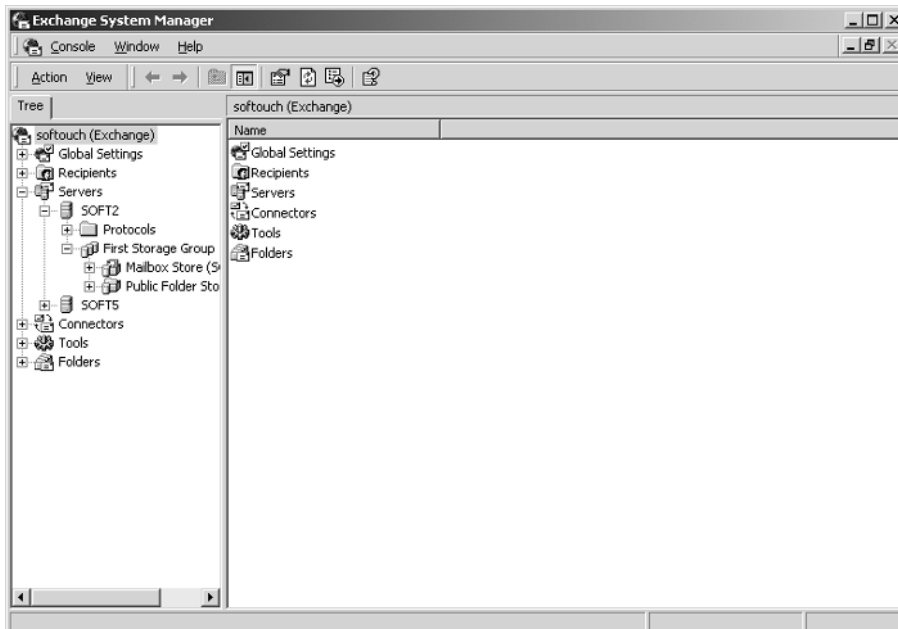 Exchange System Manager
Console Window Help
Action View
Tree
softouch (Exchange)
Global Settings
Recipients
Servers
SOFT2
Protocols
First Storage Group
Mailbox Store (S
Public Folder Sto
SOFT5
Connectors
Tools
Folders
softouch (Exchange)
Name
Global Settings
Recipients
Servers
Connectors
Tools
Folders